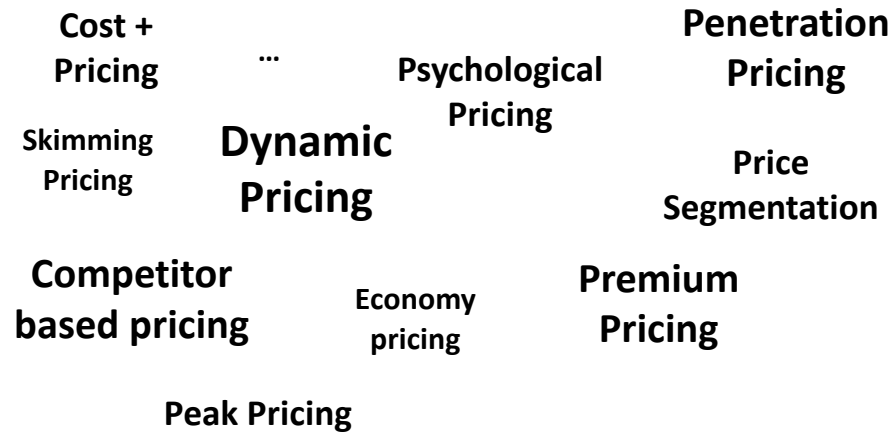 Cost +
Pricing
...
Psychological
Pricing
Penetration
Pricing
Skimming
Pricing
Dynamic
Pricing
Price
Segmentation
Competitor
based pricing
Economy
pricing
Premium
Pricing
Peak Pricing